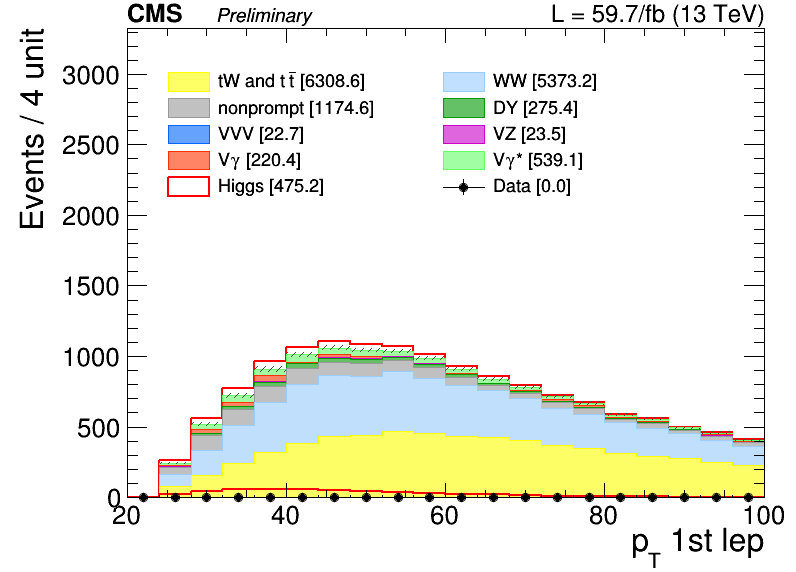 CMS Preliminary L = 59.7/fb (13 TeV)
Events / 4 unit
3000
2500
2000
1500
1000
500
0
tW and tt̅ [6308.6] WW [5373.2]
nonprompt [1174.6] DY [275.4]
VVV [22.7] VZ [23.5]
Vγ [220.4] Vγ* [539.1]
Higgs [475.2] Data [0.0]
20 40 60 80 100
p_T 1st lep